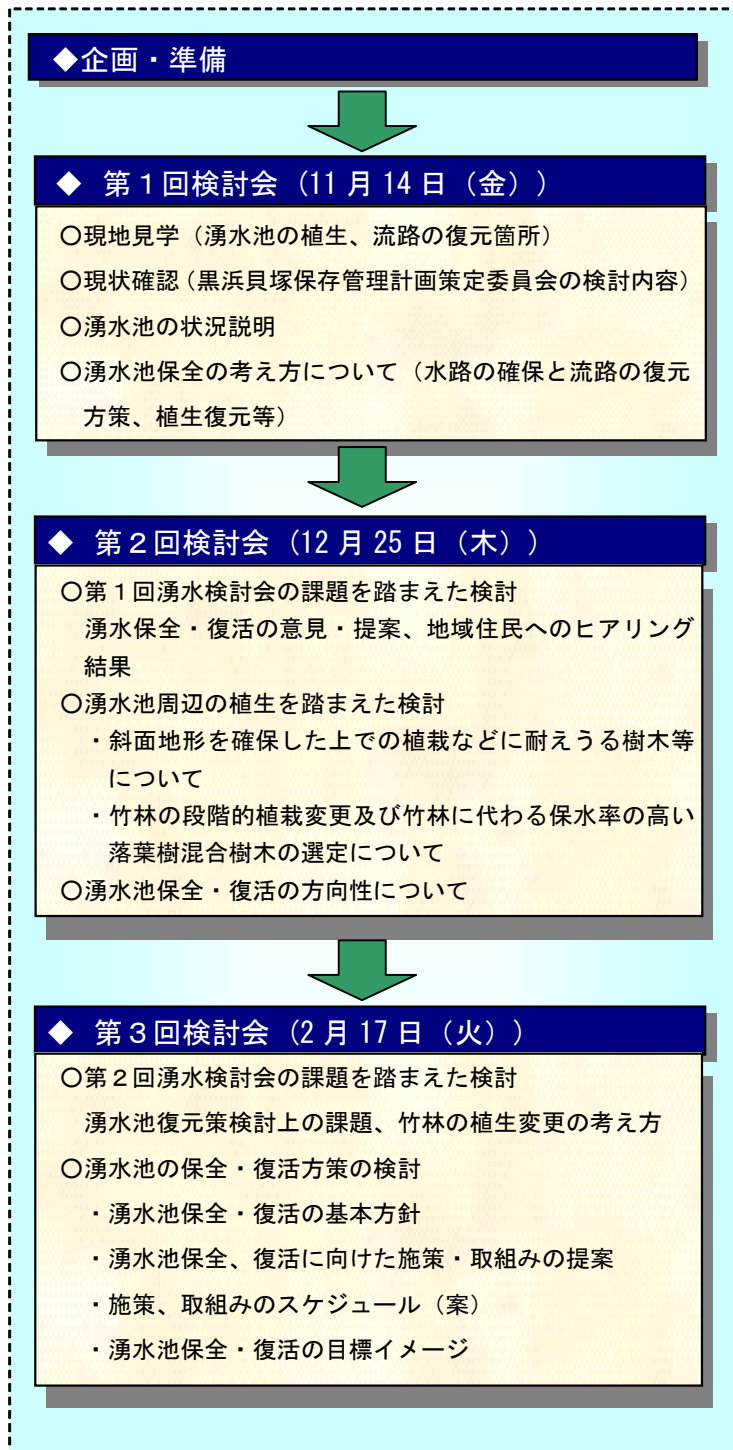 ◆企画・準備
◆ 第１回検討会（11月14日（金））
○現地見学（湧水池の植生、流路の復元箇所）
○現状確認（黒浜貝塚保存管理計画策定委員会の検討内容）
○湧水池の状況説明
○湧水池保全の考え方について（水路の確保と流路の復元
方策、植生復元等）
◆ 第２回検討会（12月25日（木））
○第１回湧水検討会の課題を踏まえた検討
湧水保全・復活の意見・提案、地域住民へのヒアリング
結果
○湧水池周辺の植生を踏まえた検討
・斜面地形を確保した上での植栽などに耐えうる樹木等
について
・竹林の段階的植栽変更及び竹林に代わる保水率の高い
落葉樹混合樹木の選定について
○湧水池保全・復活の方向性について
◆ 第３回検討会（2月17日（火））
○第２回湧水検討会の課題を踏まえた検討
湧水池復元策検討上の課題、竹林の植生変更の考え方
○湧水池の保全・復活方策の検討
・湧水池保全・復活の基本方針
・湧水池保全、復活に向けた施策・取組みの提案
・施策、取組みのスケジュール（案）
・湧水池保全・復活の目標イメージ